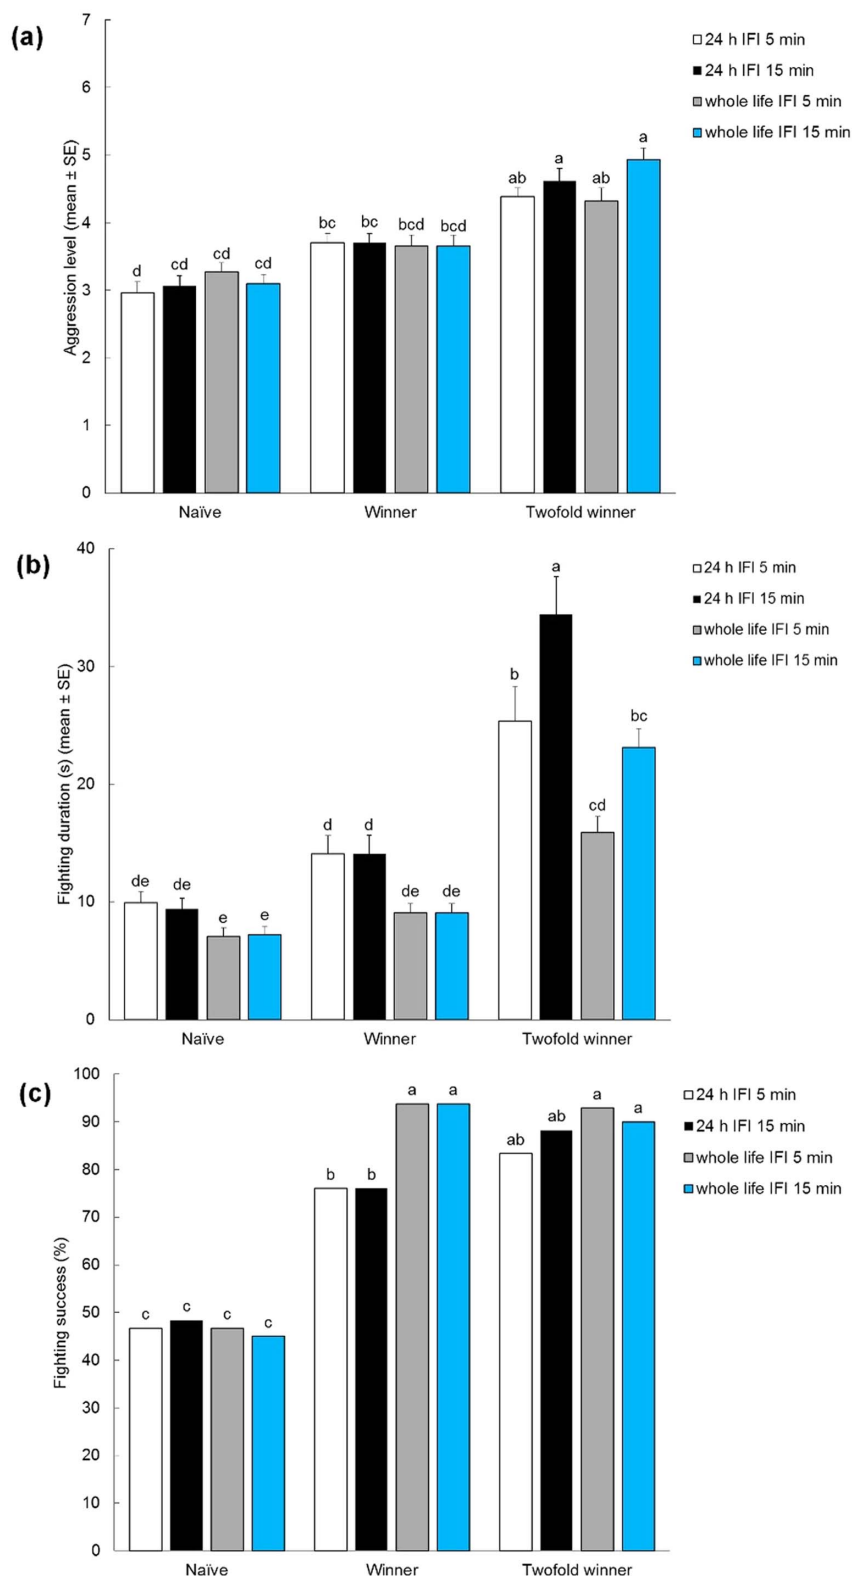 (a)
Aggression level (mean ± SE)
7
6
5
4
3
2
1
0
d cd cd cd
bc bc bcd bcd
ab a ab a
Naïve Winner Twofold winner
24 h IFI 5 min
24 h IFI 15 min
whole life IFI 5 min
whole life IFI 15 min
(b)
Fighting duration (s) (mean ± SE)
40
30
20
10
0
de de e e
d d de de
b a cd bc
Naïve Winner Twofold winner
24 h IFI 5 min
24 h IFI 15 min
whole life IFI 5 min
whole life IFI 15 min
(c)
Fighting success (%)
100
90
80
70
60
50
40
30
20
10
0
c c c c
b b a a
ab ab a a
Naïve Winner Twofold winner
24 h IFI 5 min
24 h IFI 15 min
whole life IFI 5 min
whole life IFI 15 min